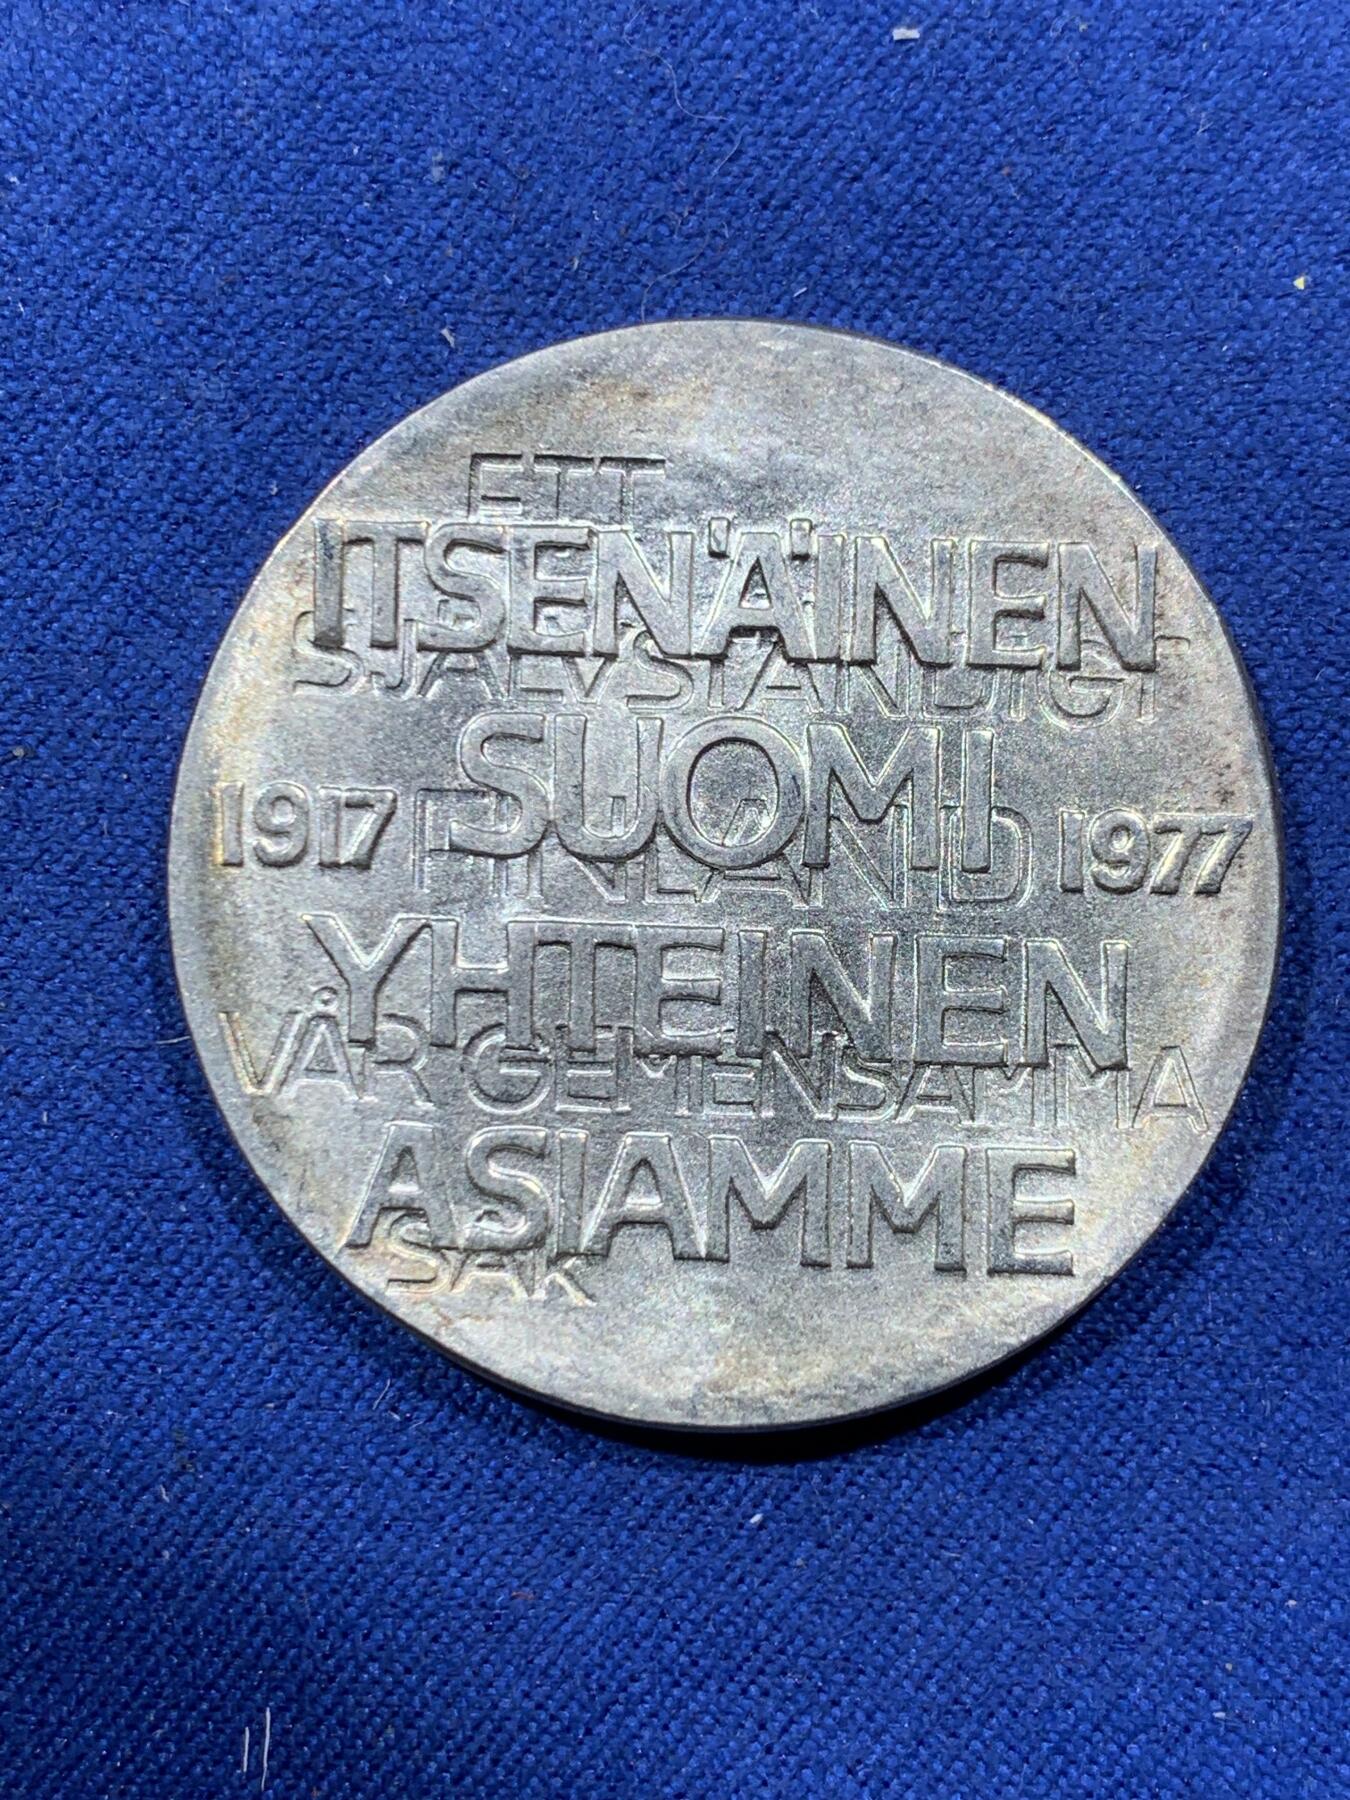 ETT
ITSENÄINEN
SJÄLVSTÄNDIGT
SUOMI
1917 FINLAND 1977
YHTEINEN
VÅR GEMENSAMMA
ASIAMME
SAK